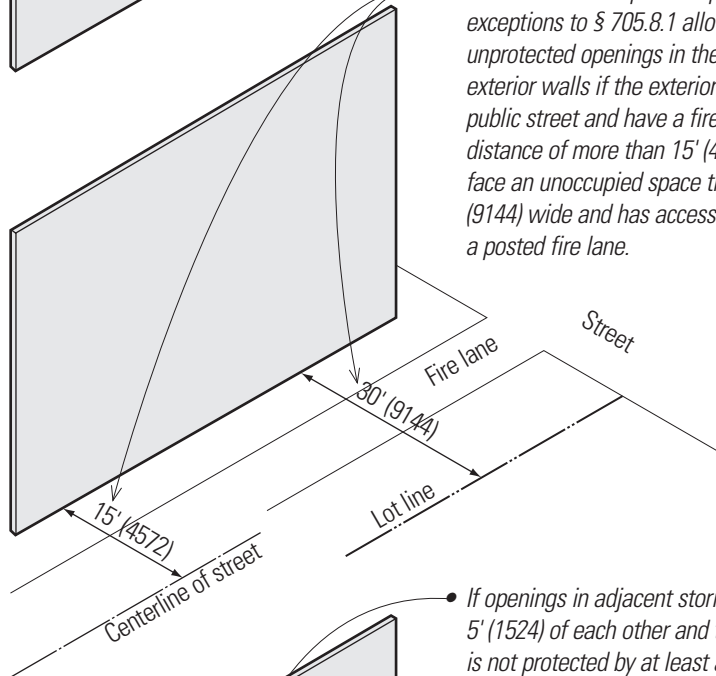 exceptions to § 705.8.1 allo
unprotected openings in the
exterior walls if the exterior
public street and have a fire
distance of more than 15' (4
face an unoccupied space t
(9144) wide and has access
a posted fire lane.
Street
Fire lane
30' (9144)
Lot line
15' (4572)
Centerline of street
• If openings in adjacent stori
5' (1524) of each other and
is not protected by at least a